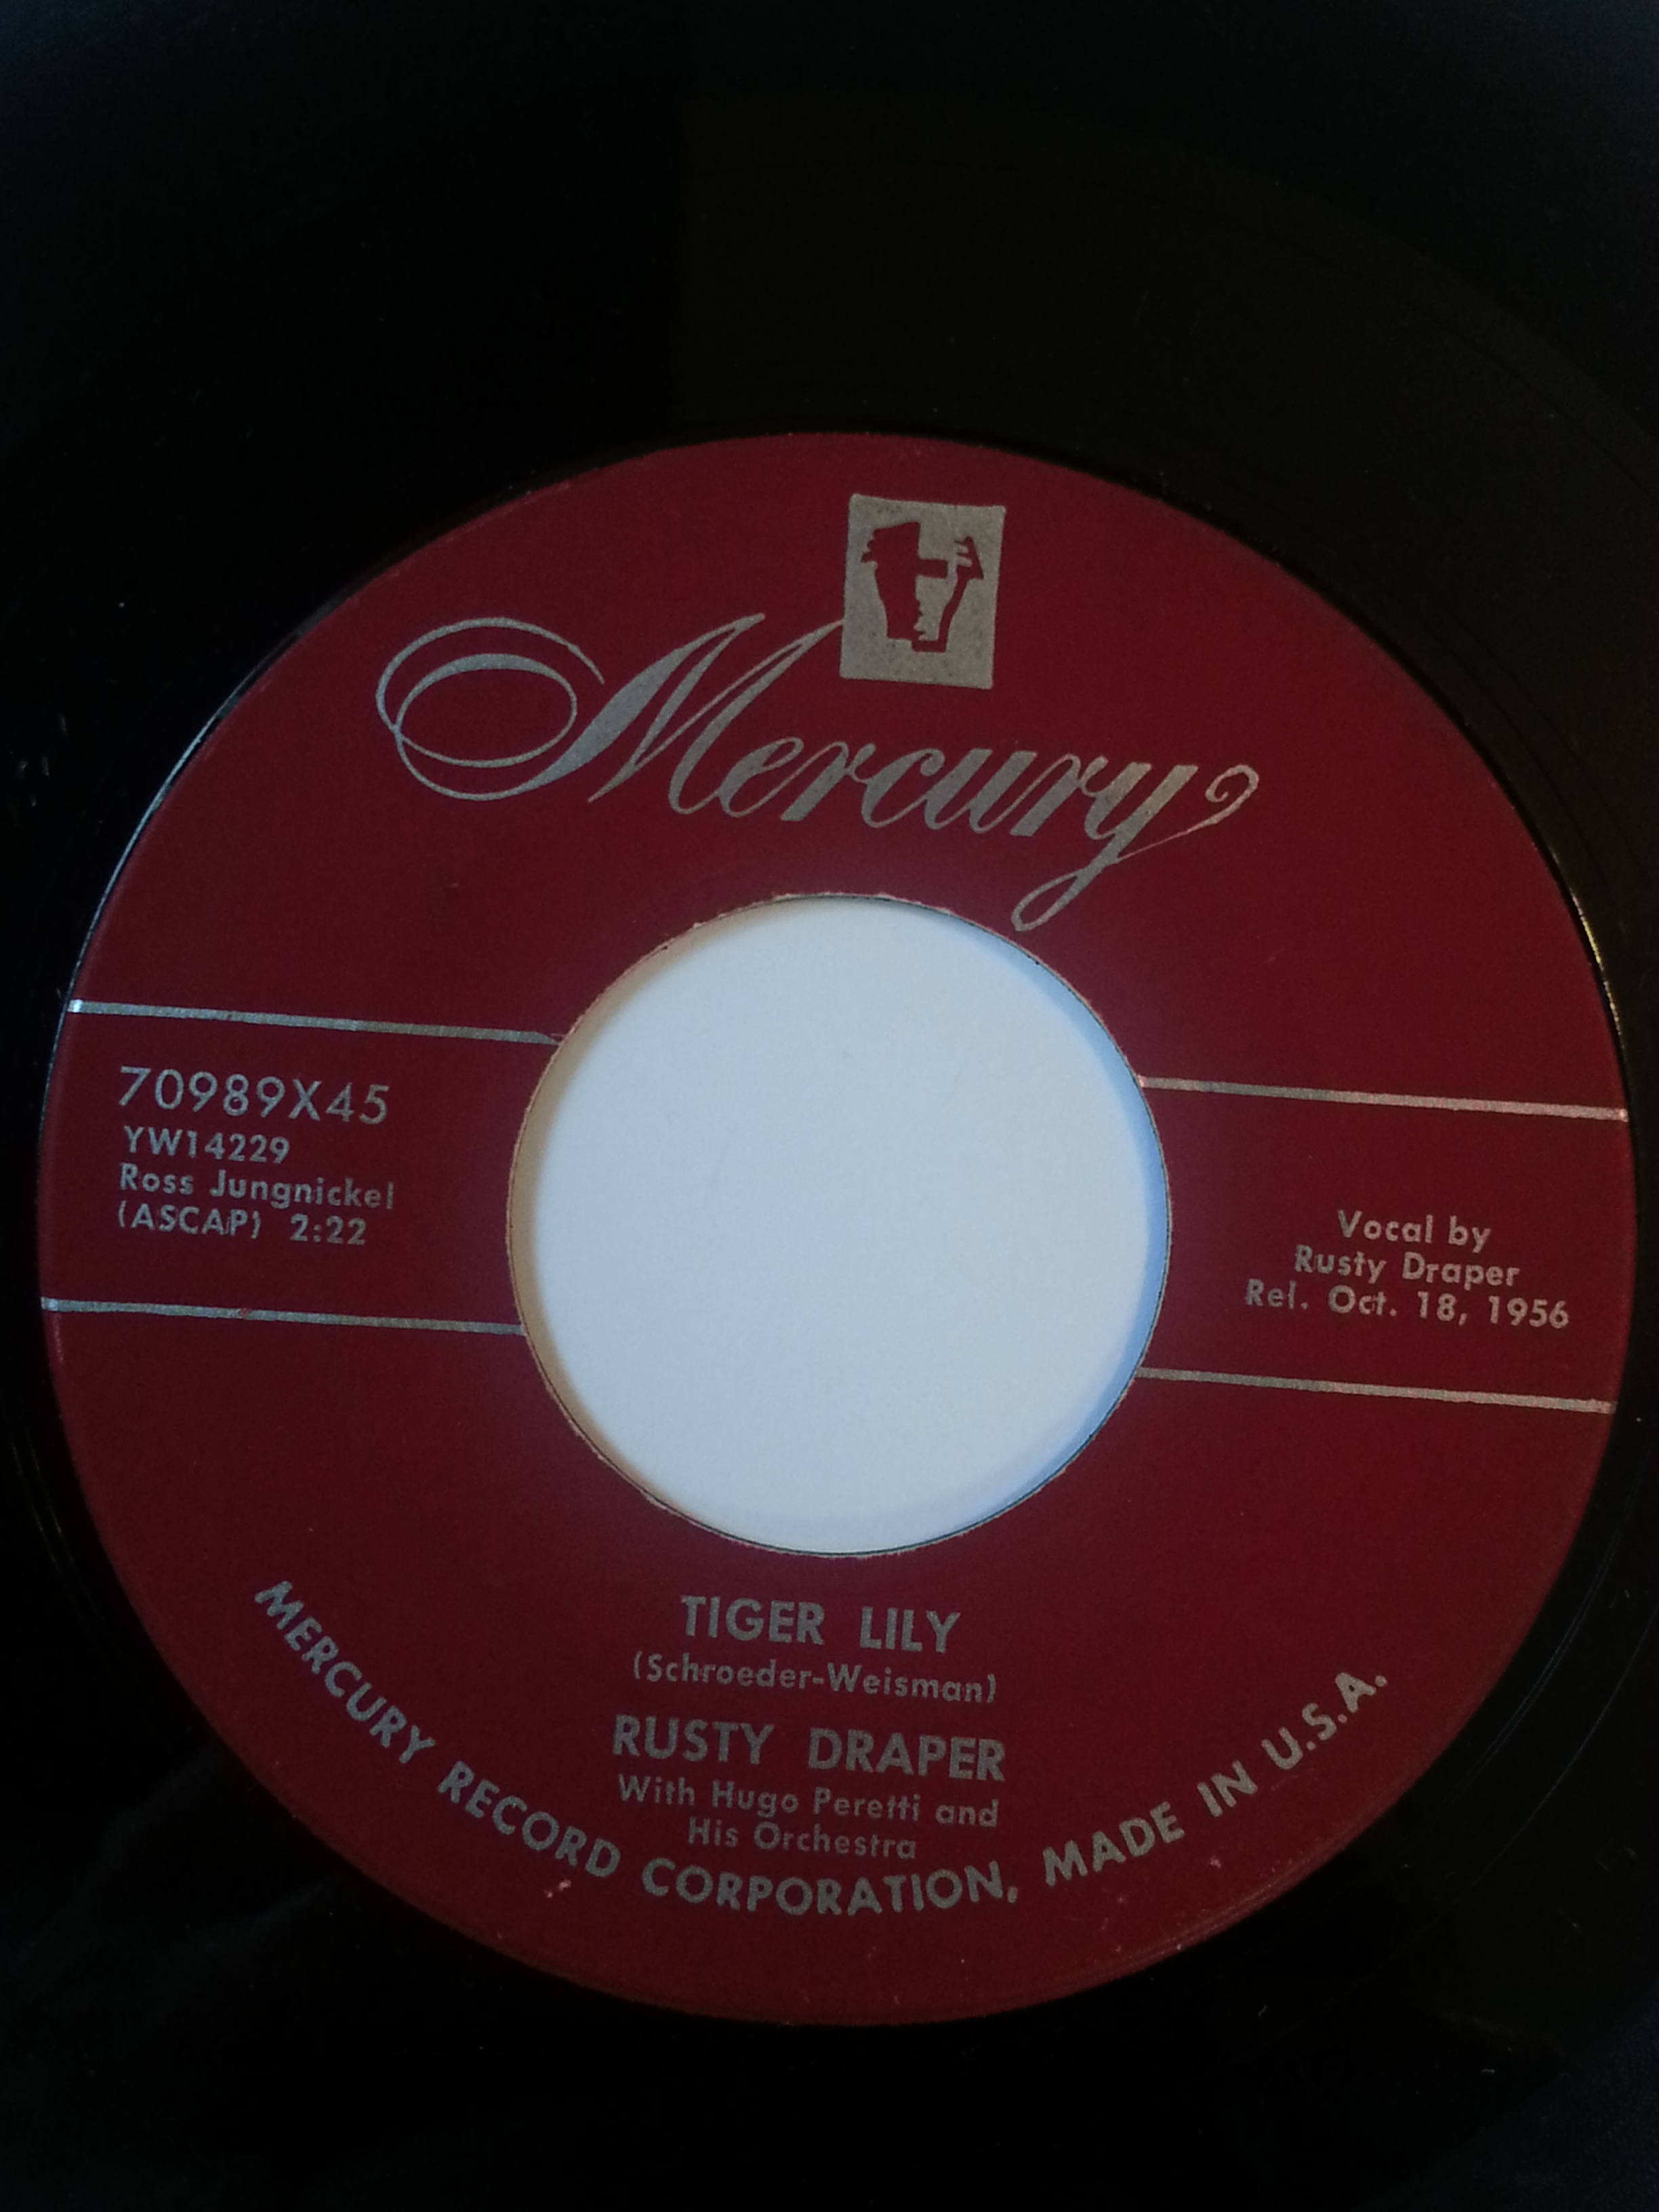 Mercury
70989X45
YW14229
Ross Jungnickel
(ASCAP) 2:22
Vocal by
Rusty Draper
Rel. Oct. 18, 1956
TIGER LILY
(Schroeder-Weisman)
RUSTY DRAPER
With Hugo Peretti and
His Orchestra
MERCURY RECORD CORPORATION, MADE IN U.S.A.